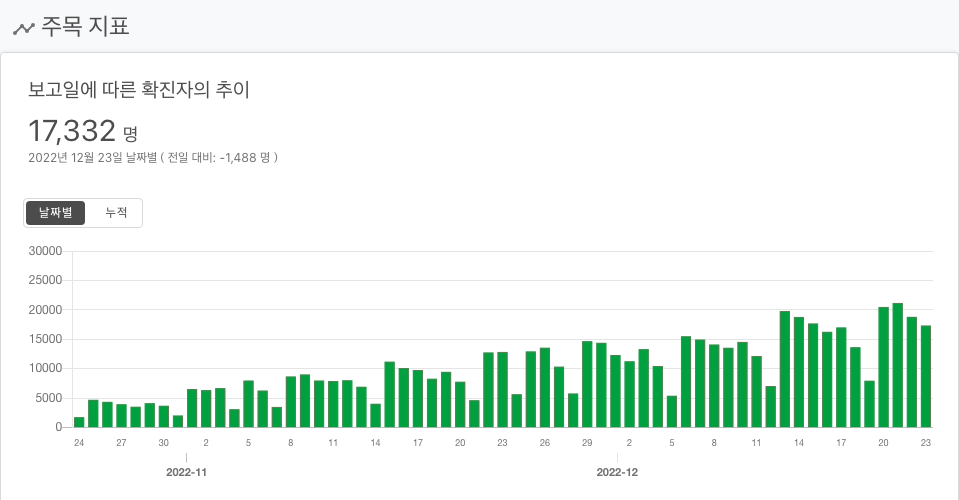 주목 지표
보고일에 따른 확진자의 추이
17,332 명
2022년 12월 23일 날짜별 ( 전일 대비: -1,488 명 )
날짜별 누적
30000
25000
20000
15000
10000
5000
0
24 27 30 2 5 8 11 14 17 20 23 26 29 2 5 8 11 14 17 20 23
2022-11 2022-12